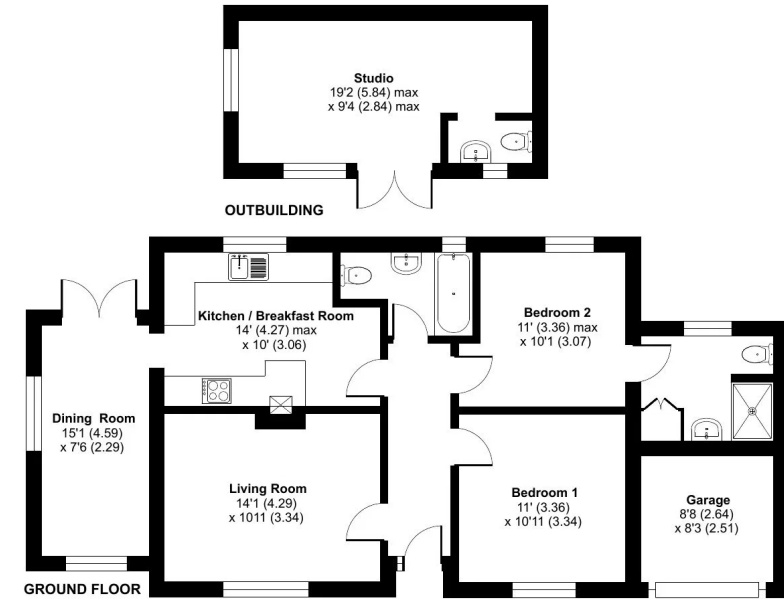 Studio
19'2 (5.84) max
x 9'4 (2.84) max
OUTBUILDING
Kitchen / Breakfast Room
14' (4.27) max
x 10' (3.06)
Bedroom 2
11' (3.36) max
x 10'1 (3.07)
Dining Room
15'1 (4.59)
x 7'6 (2.29)
Living Room
14'1 (4.29)
x 1011 (3.34)
Bedroom 1
11' (3.36)
x 10'11 (3.34)
Garage
8'8 (2.64)
x 8'3 (2.51)
GROUND FLOOR